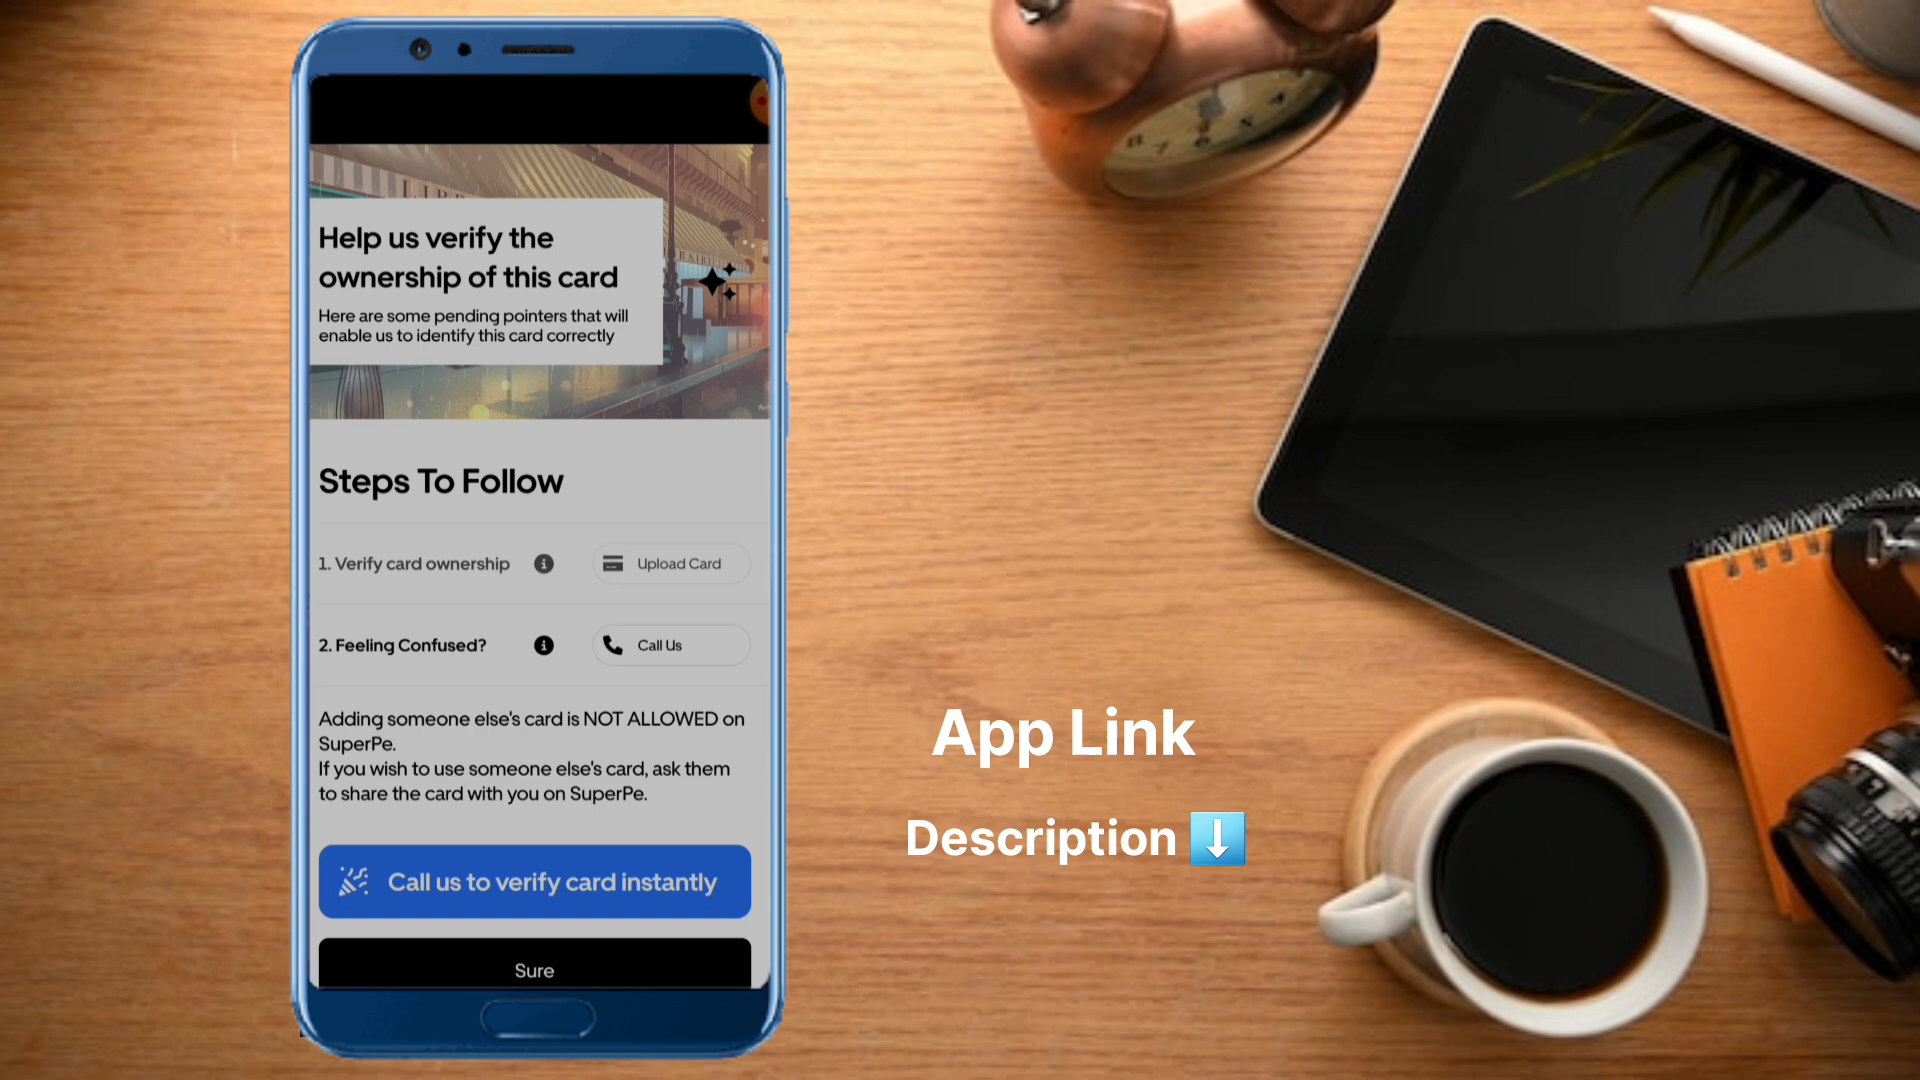 Help us verify the
ownership of this card
Here are some pending pointers that will
enable us to identify this card correctly
Steps To Follow
1. Verify card ownership
Upload Card
2. Feeling Confused?
Call Us
Adding someone else's card is NOT ALLOWED on
SuperPe.
If you wish to use someone else's card, ask them
to share the card with you on SuperPe.
Call us to verify card instantly
Sure
App Link
Description ⬇️